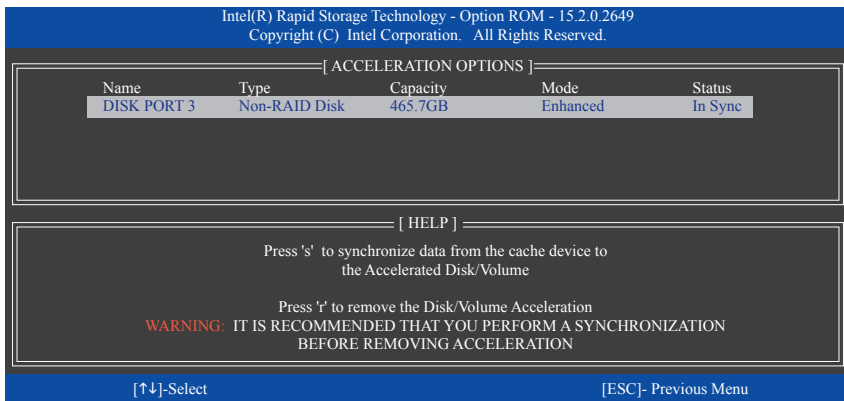 Intel(R) Rapid Storage Technology - Option ROM - 15.2.0.2649
Copyright (C) Intel Corporation. All Rights Reserved.
[ ACCELERATION OPTIONS ]
Name Type Capacity Mode Status
DISK PORT 3 Non-RAID Disk 465.7GB Enhanced In Sync
[ HELP ]
Press 's' to synchronize data from the cache device to
the Accelerated Disk/Volume
Press 'r' to remove the Disk/Volume Acceleration
WARNING: IT IS RECOMMENDED THAT YOU PERFORM A SYNCHRONIZATION
BEFORE REMOVING ACCELERATION
[↑↓]-Select [ESC]- Previous Menu